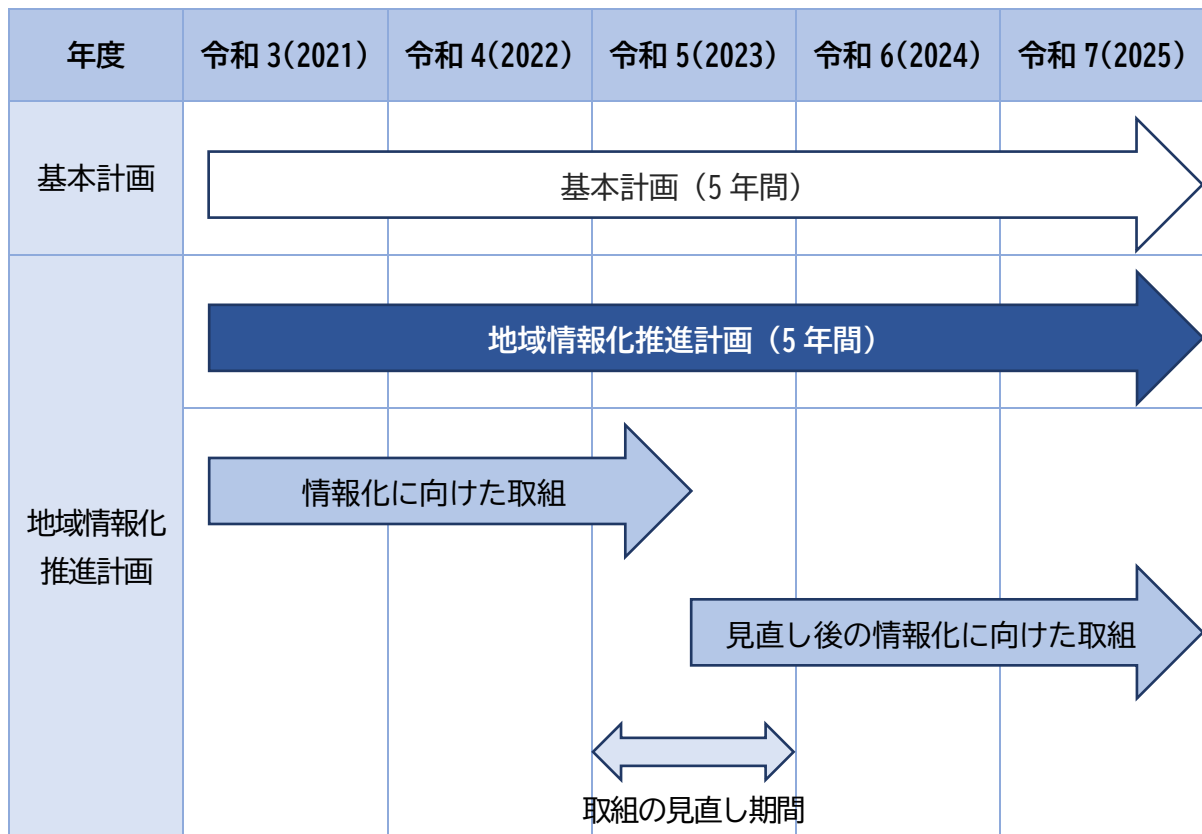 年度 令和 3(2021) 令和 4(2022) 令和 5(2023) 令和 6(2024) 令和 7(2025)
基本計画
基本計画（5 年間）
地域情報化
推進計画
地域情報化推進計画（5 年間）
情報化に向けた取組
見直し後の情報化に向けた取組
取組の見直し期間